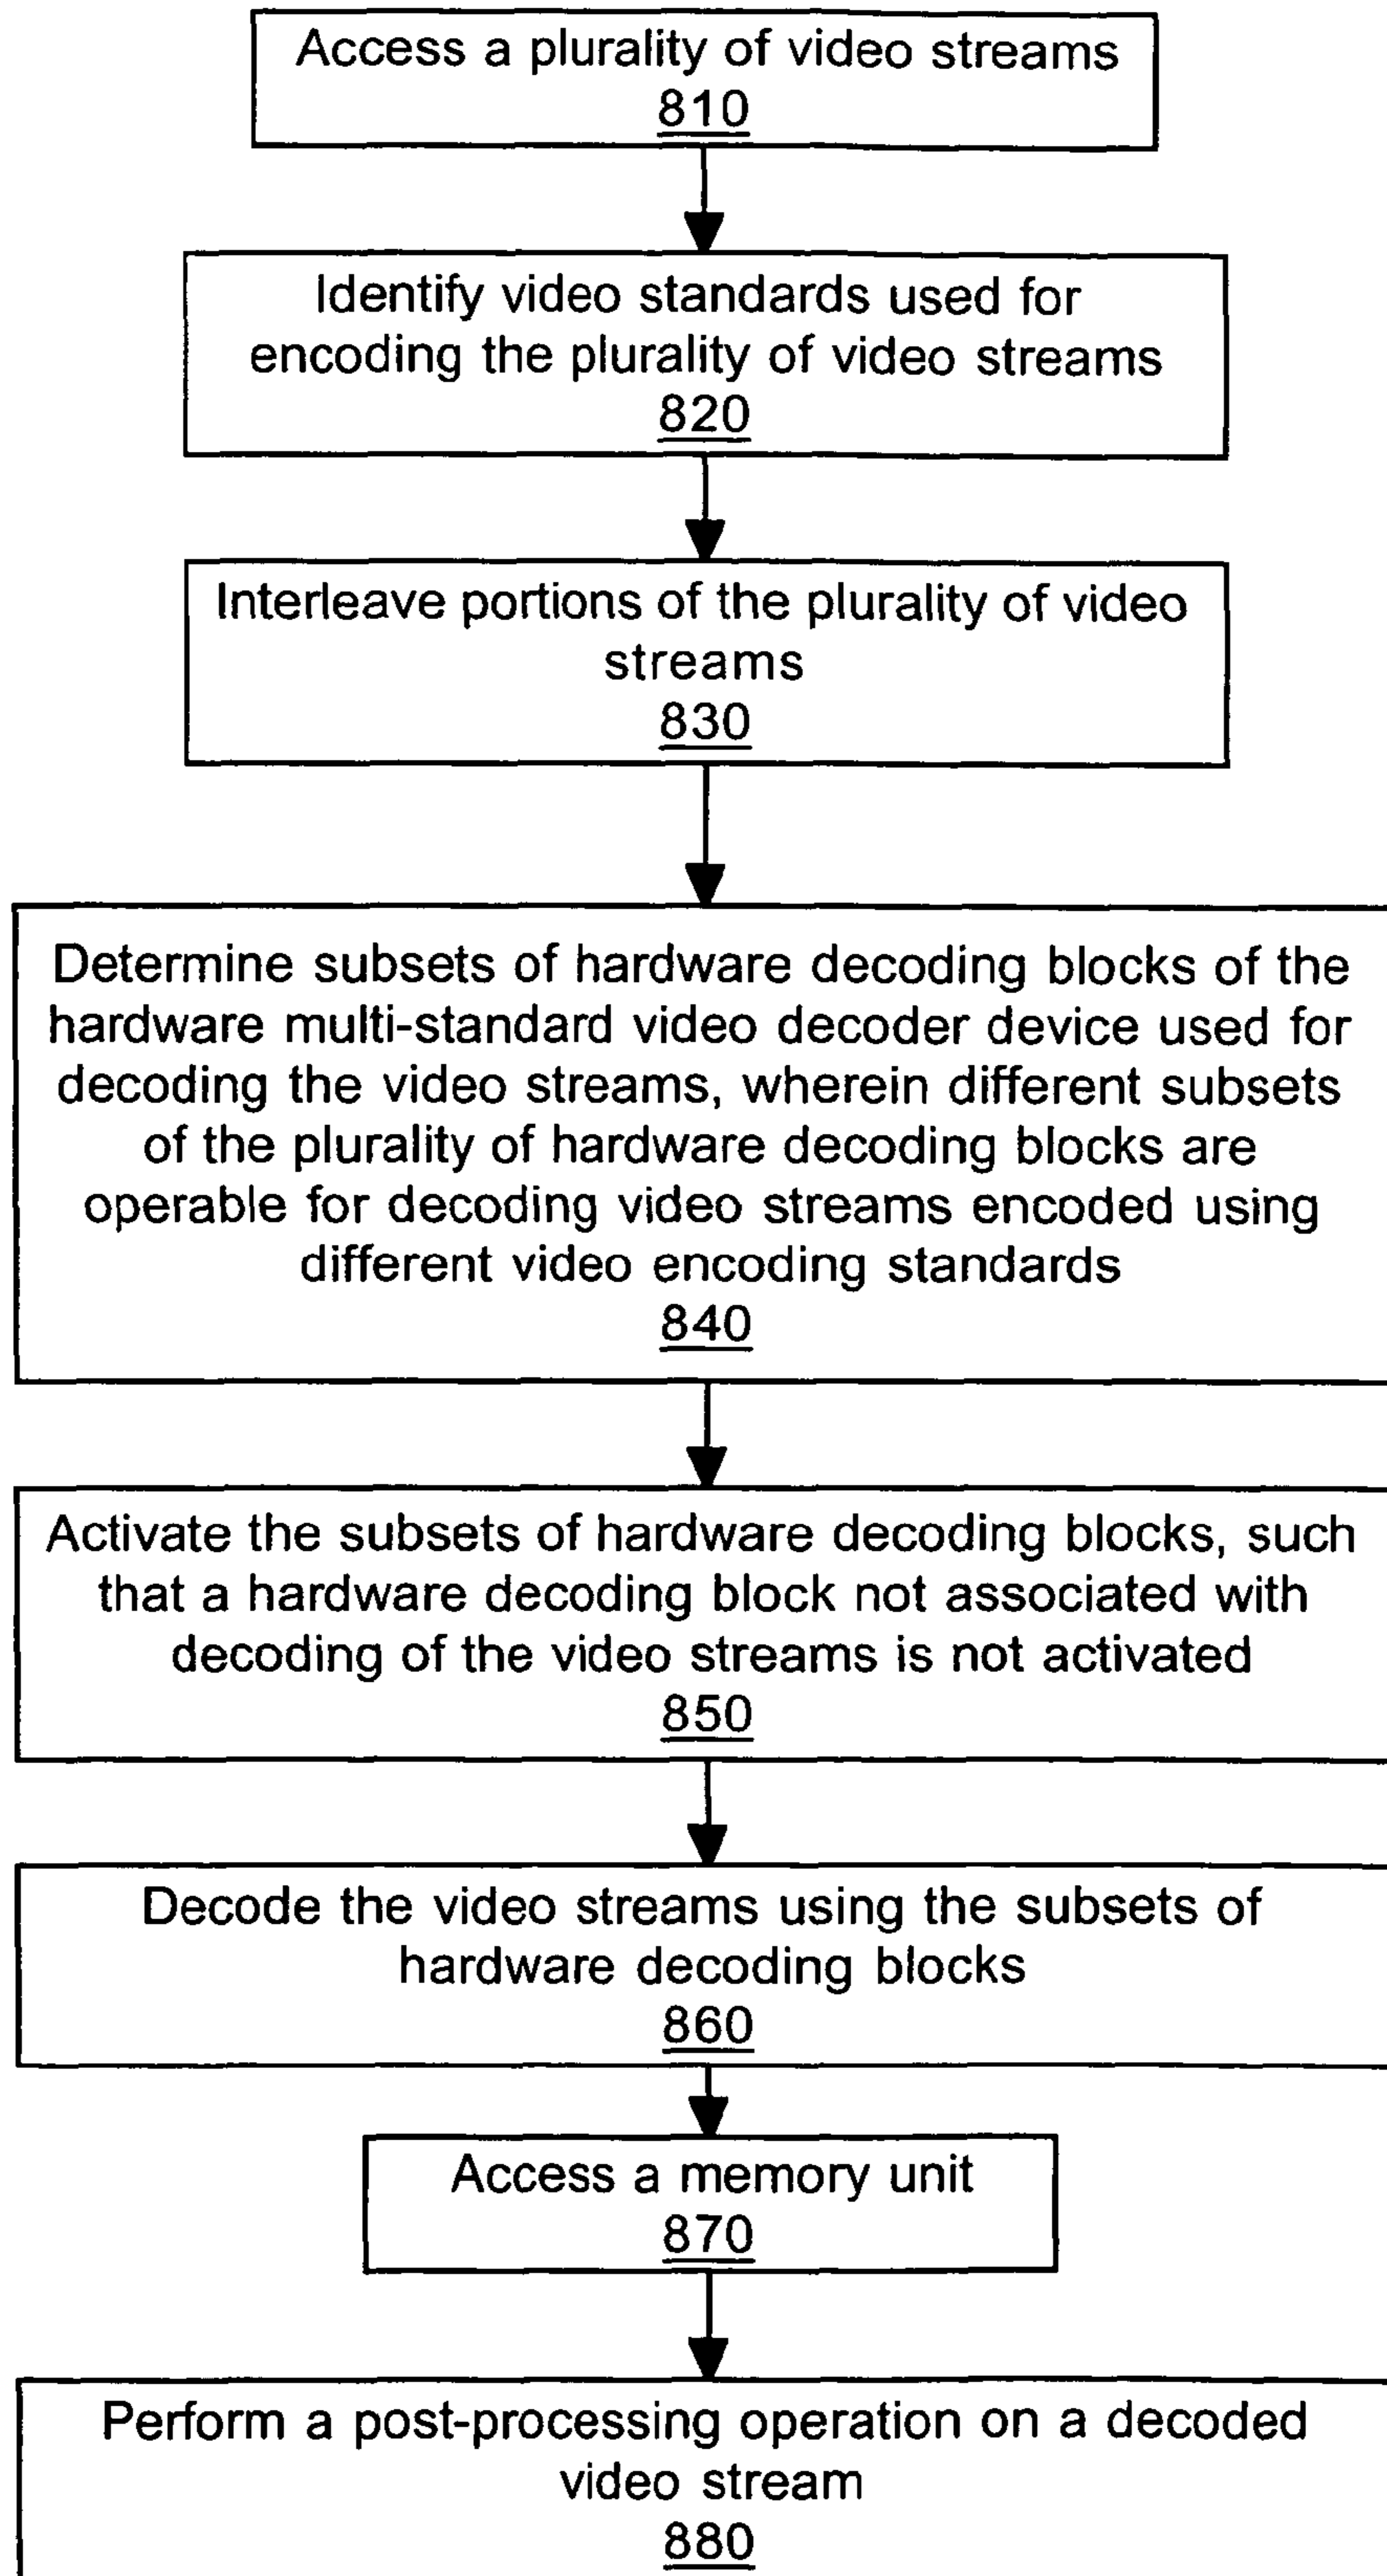 Access a plurality of video streams
810
Identify video standards used for
encoding the plurality of video streams
820
Interleave portions of the plurality of video
streams
830
Determine subsets of hardware decoding blocks of the
hardware multi-standard video decoder device used for
decoding the video streams, wherein different subsets
of the plurality of hardware decoding blocks are
operable for decoding video streams encoded using
different video encoding standards
840
Activate the subsets of hardware decoding blocks, such
that a hardware decoding block not associated with
decoding of the video streams is not activated
850
Decode the video streams using the subsets of
hardware decoding blocks
860
Access a memory unit
870
Perform a post-processing operation on a decoded
video stream
880